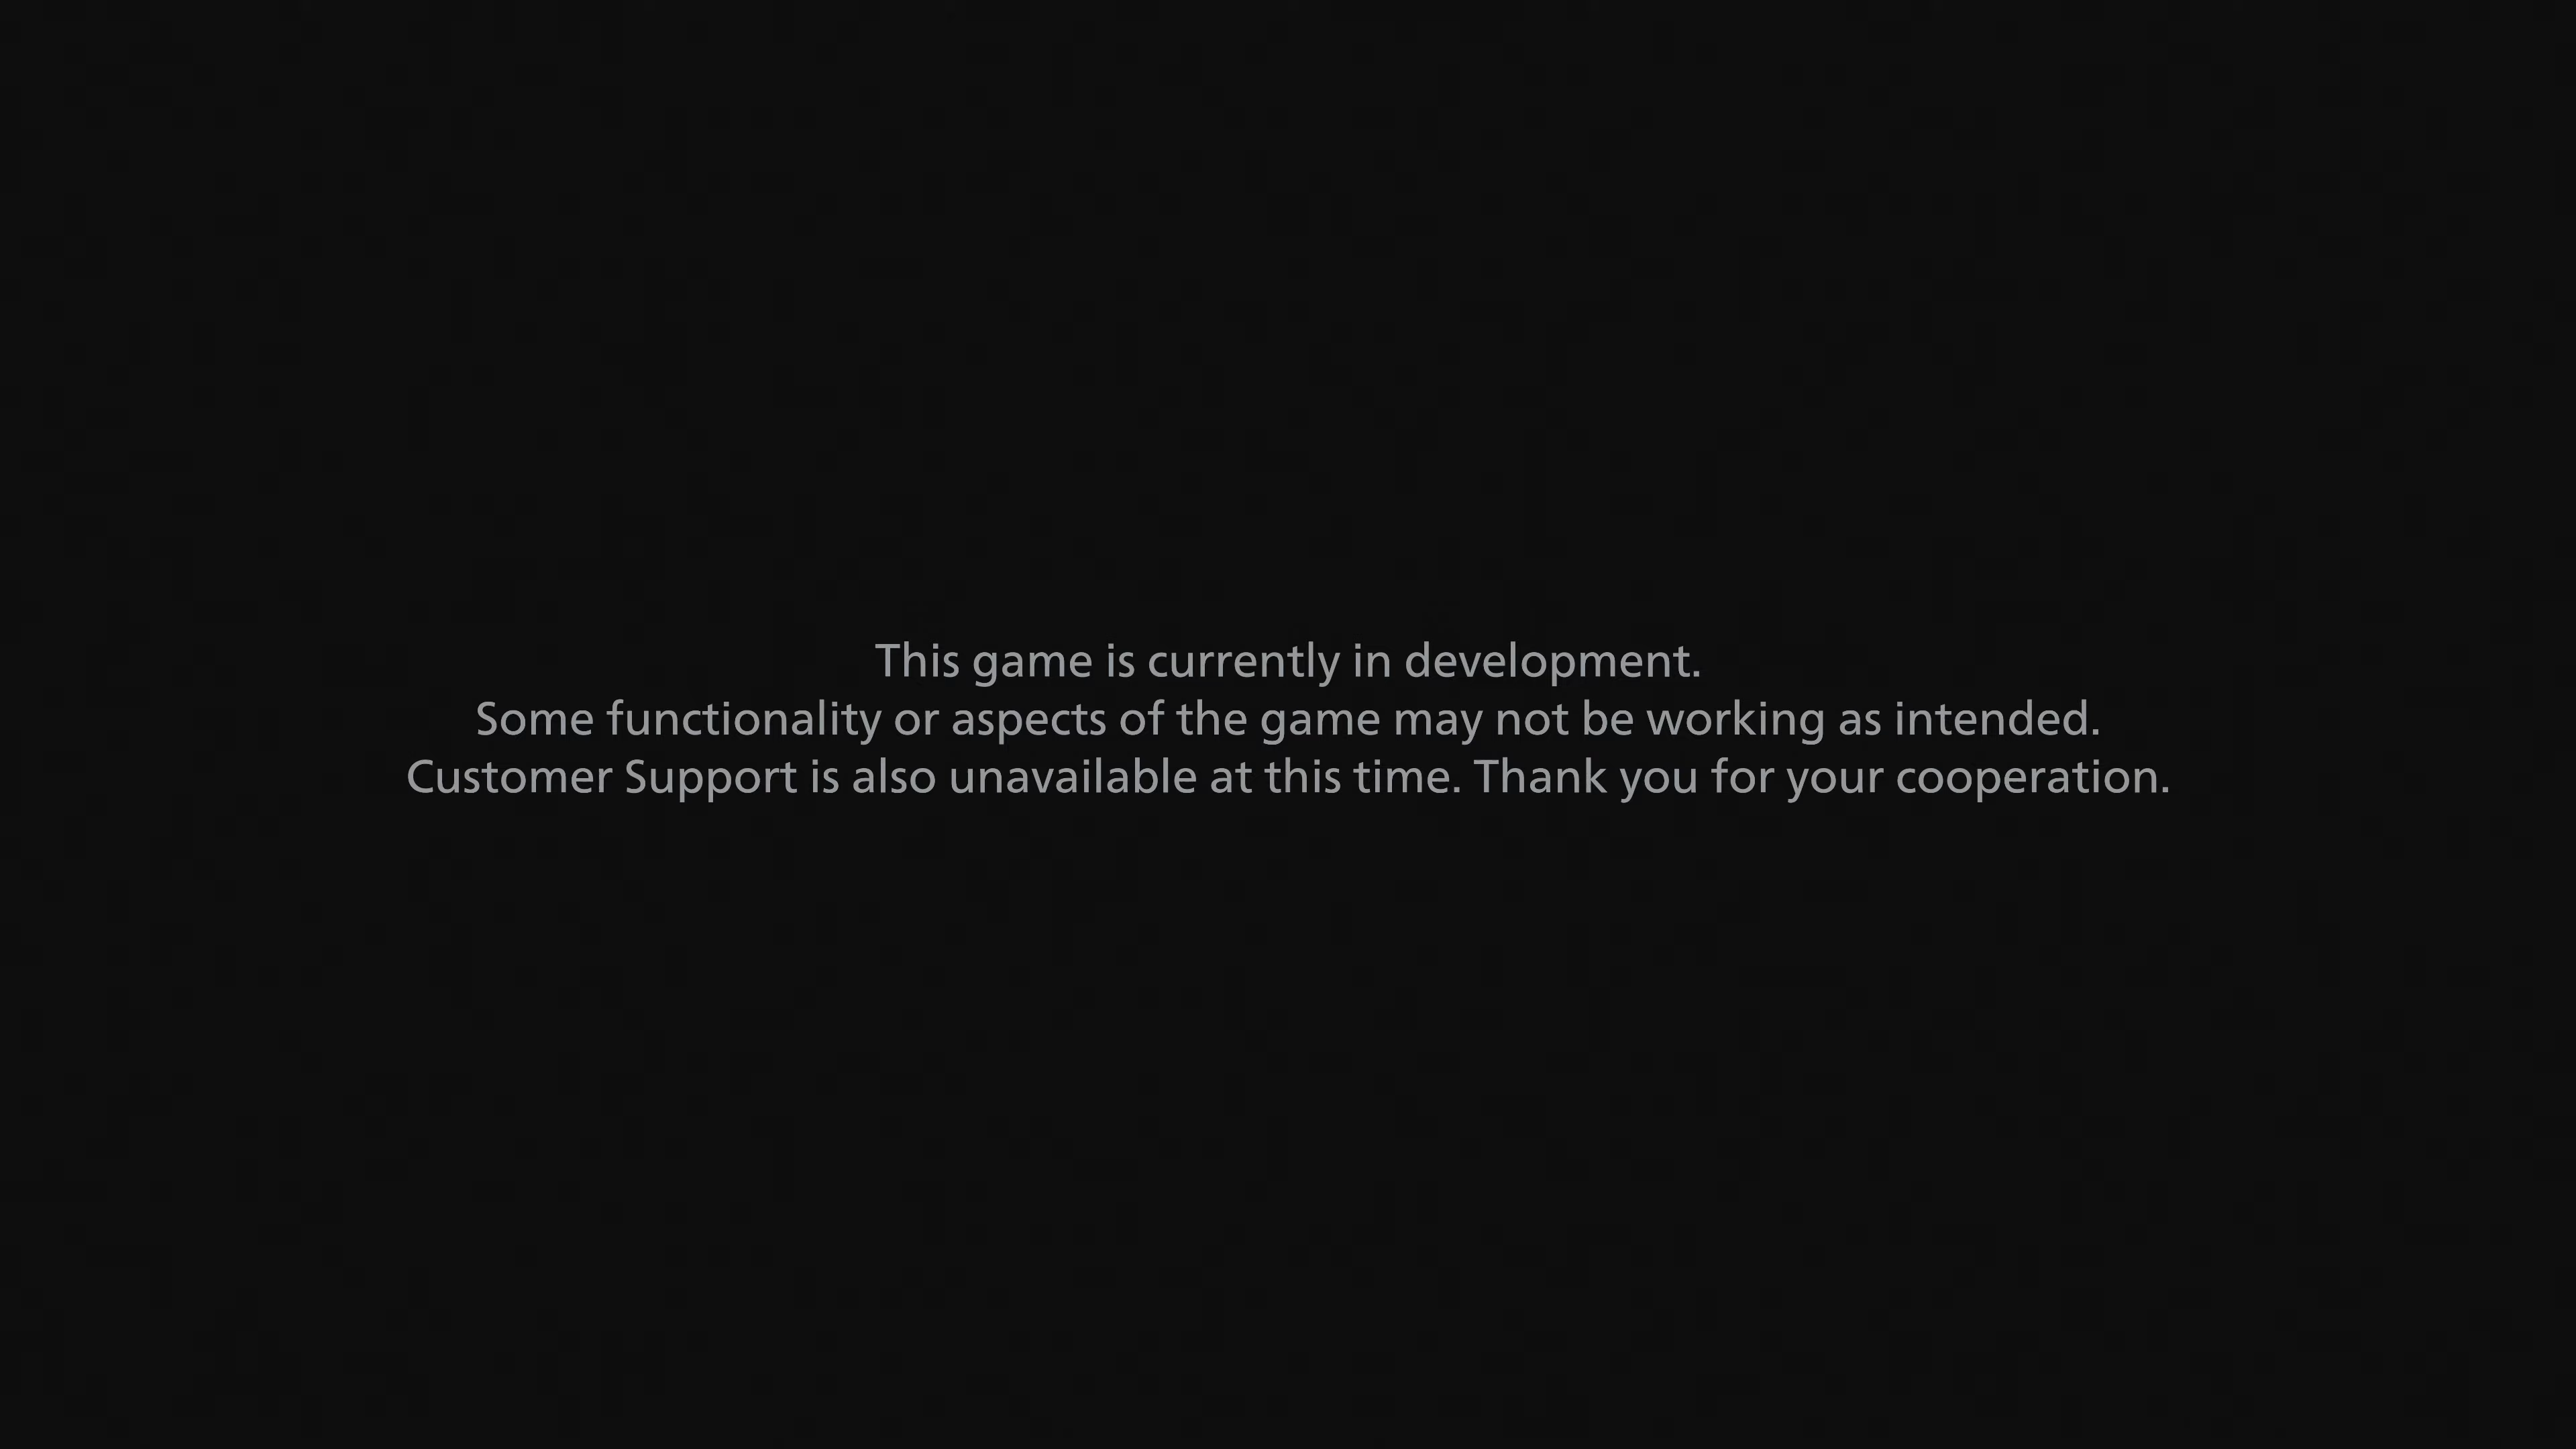 This game is currently in development.
Some functionality or aspects of the game may not be working as intended.
Customer Support is also unavailable at this time. Thank you for your cooperation.